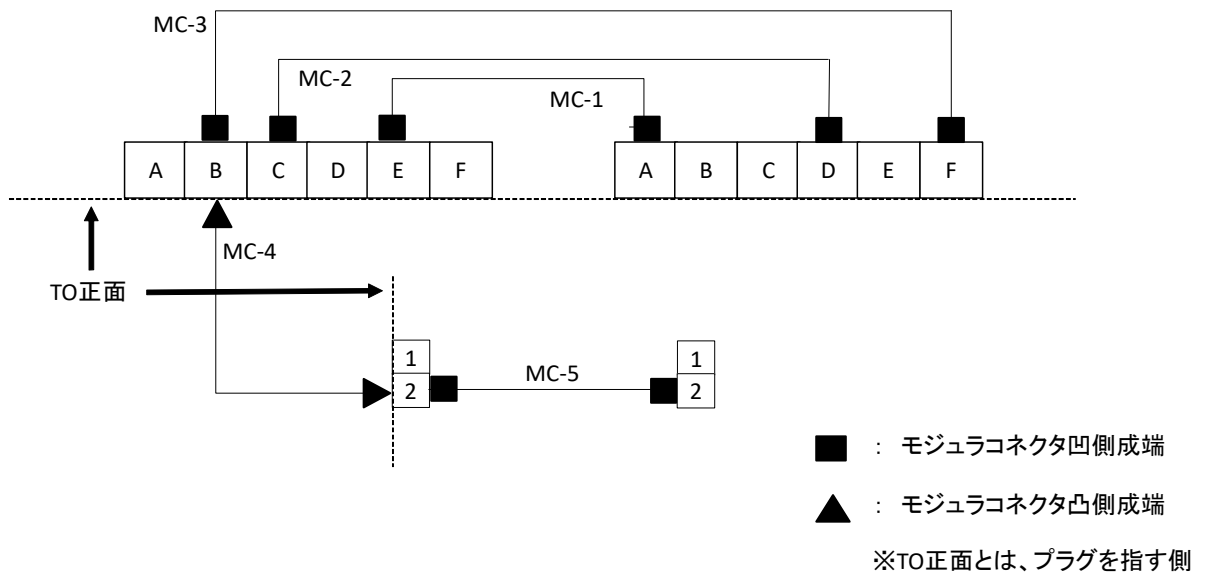 MC-3
MC-2
MC-1
A B C D E F
A B C D E F
MC-4
TO正面
1
2
MC-5
1
2
: モジュラコネクタ凹側成端
: モジュラコネクタ凸側成端
※TO正面とは、プラグを指す側